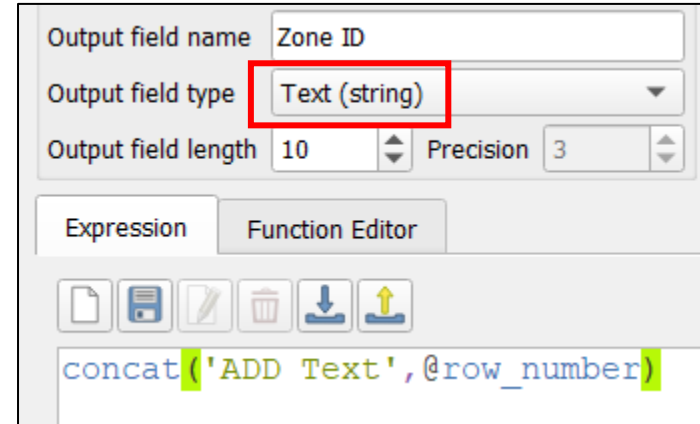 Output field name Zone ID
Output field type Text (string)
Output field length 10 Precision 3
Expression Function Editor
concat('ADD Text',@row_number)